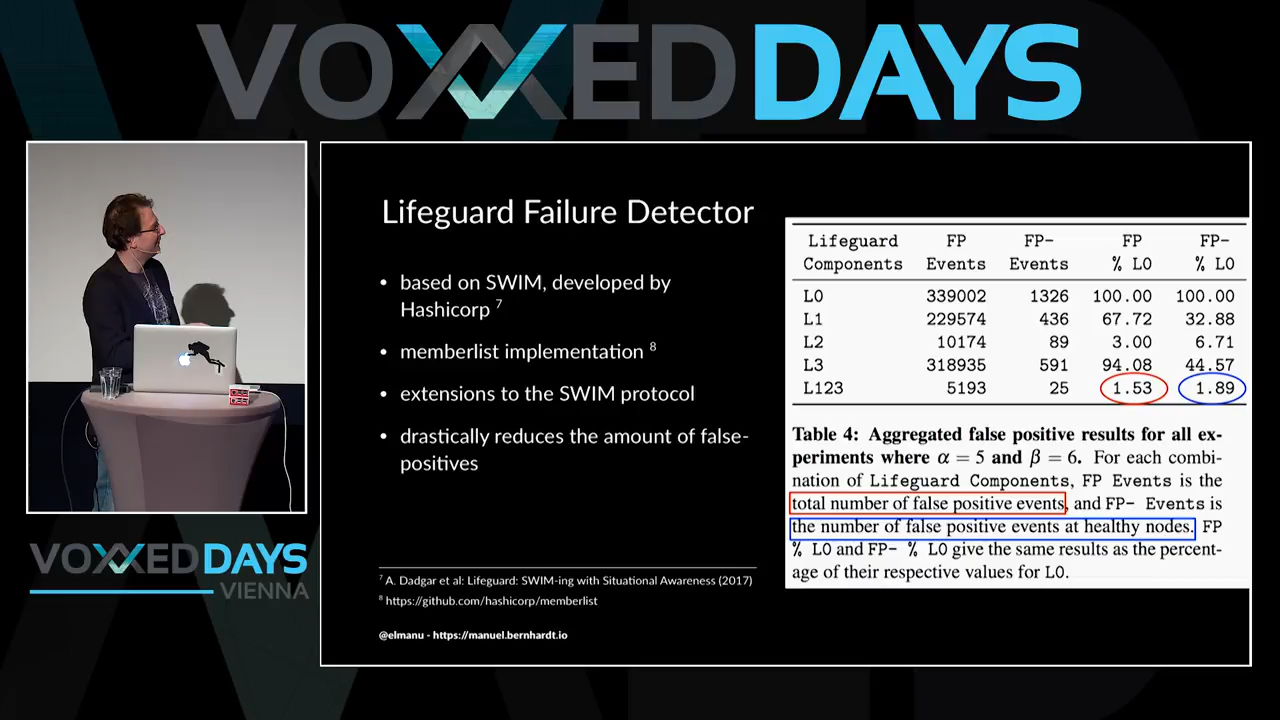 VOXXED DAYS
Lifeguard Failure Detector
• based on SWIM, developed by
Hashicorp ⁷
• memberlist implementation ⁸
• extensions to the SWIM protocol
• drastically reduces the amount of false-
positives
⁷ A. Dadgar et al: Lifeguard: SWIM-ing with Situational Awareness (2017)
⁸ https://github.com/hashicorp/memberlist
@elmanu - https://manuel.bernhardt.io
Lifeguard FP FP- FP FP-
Components Events Events % L0 % L0
L0 339002 1326 100.00 100.00
L1 229574 436 67.72 32.88
L2 10174 89 3.00 6.71
L3 318935 591 94.08 44.57
L123 5193 25 1.53 1.89
Table 4: Aggregated false positive results for all ex-
periments where α = 5 and β = 6. For each combi-
nation of Lifeguard Components, FP Events is the
total number of false positive events, and FP- Events is
the number of false positive events at healthy nodes. FP
% L0 and FP- % L0 give the same results as the percent-
age of their respective values for L0.
VOXXED DAYS
VIENNA